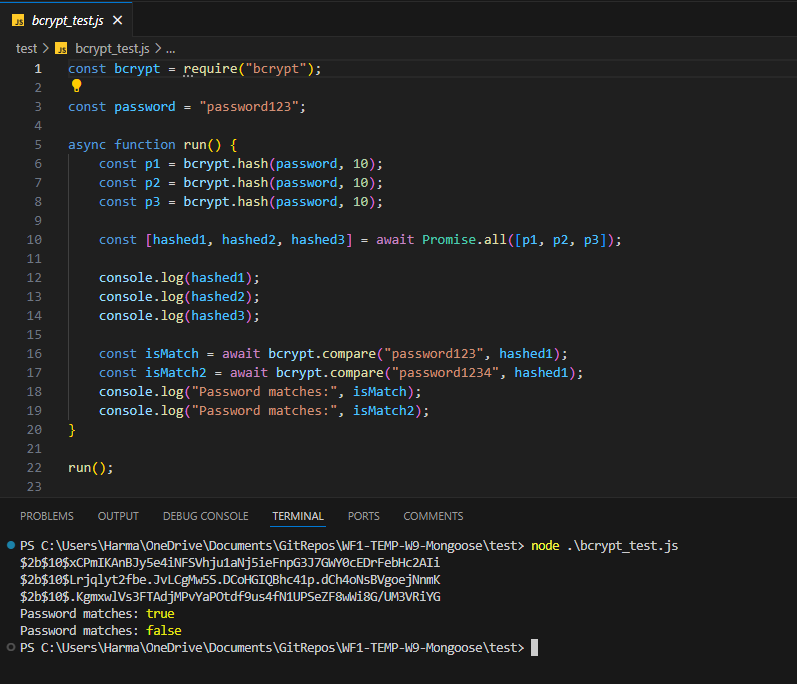 JS bcrypt_test.js ×
test > JS bcrypt_test.js > ...
1 const bcrypt = require("bcrypt");
2
3 const password = "password123";
4
5 async function run() {
6 const p1 = bcrypt.hash(password, 10);
7 const p2 = bcrypt.hash(password, 10);
8 const p3 = bcrypt.hash(password, 10);
9
10 const [hashed1, hashed2, hashed3] = await Promise.all([p1, p2, p3]);
11
12 console.log(hashed1);
13 console.log(hashed2);
14 console.log(hashed3);
15
16 const isMatch = await bcrypt.compare("password123", hashed1);
17 const isMatch2 = await bcrypt.compare("password1234", hashed1);
18 console.log("Password matches:", isMatch);
19 console.log("Password matches:", isMatch2);
20 }
21
22 run();
23
PROBLEMS OUTPUT DEBUG CONSOLE TERMINAL PORTS COMMENTS
PS C:\Users\Harma\OneDrive\Documents\GitRepos\WF1-TEMP-W9-Mongoose\test> node .\bcrypt_test.js
$2b$10$xCPmIKAnBJy5e4iNFSVhju1aNj5ieFnpG3J7GWY0cEDrFebHc2AIi
$2b$10$Lrjqlyt2fbe.JvLCgMw5S.DCoHGIQBhc41p.dCh4oNsBVgoejNnmK
$2b$10$.KgmxwlVs3FTAdjMPvYaPOtdf9us4fN1UPSeZF8wWi8G/UM3VRiYG
Password matches: true
Password matches: false
PS C:\Users\Harma\OneDrive\Documents\GitRepos\WF1-TEMP-W9-Mongoose\test>